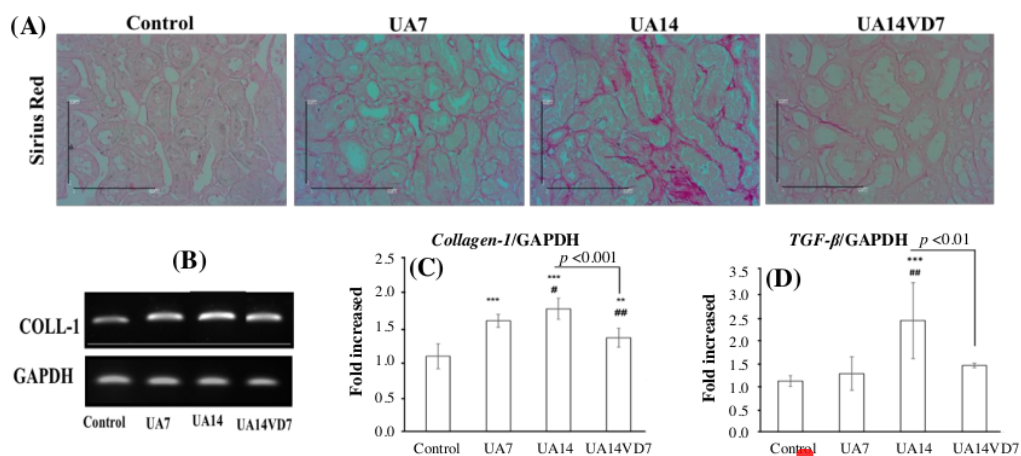 (A)
Control
UA7
UA14
UA14VD7
Sirius Red
(B)
COLL-1
GAPDH
Control
UA7
UA14
UA14VD7
Collagen-1/GAPDH
(C)
p <0.001
Fold increased
2.5
2.0
1.5
1.0
0.5
0.0
***
***
#
**
##
Control
UA7
UA14
UA14VD7
TGF-β/GAPDH
(D)
p <0.01
Fold increased
3.5
3.0
2.5
2.0
1.5
1.0
0.5
0.0
***
##
Control
UA7
UA14
UA14VD7